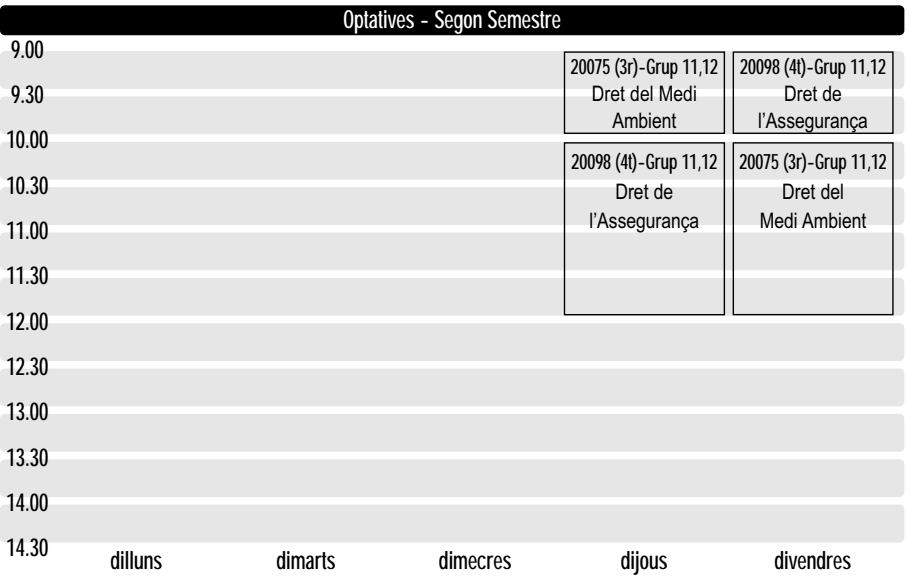 Optatives - Segon Semestre
9.00
20075 (3r)-Grup 11,12
Dret del Medi
Ambient
20098 (4t)-Grup 11,12
Dret de
l'Assegurança
9.30
10.00
20098 (4t)-Grup 11,12
Dret de
l'Assegurança
20075 (3r)-Grup 11,12
Dret del
Medi Ambient
10.30
11.00
11.30
12.00
12.30
13.00
13.30
14.00
14.30
dilluns
dimarts
dimecres
dijous
divendres